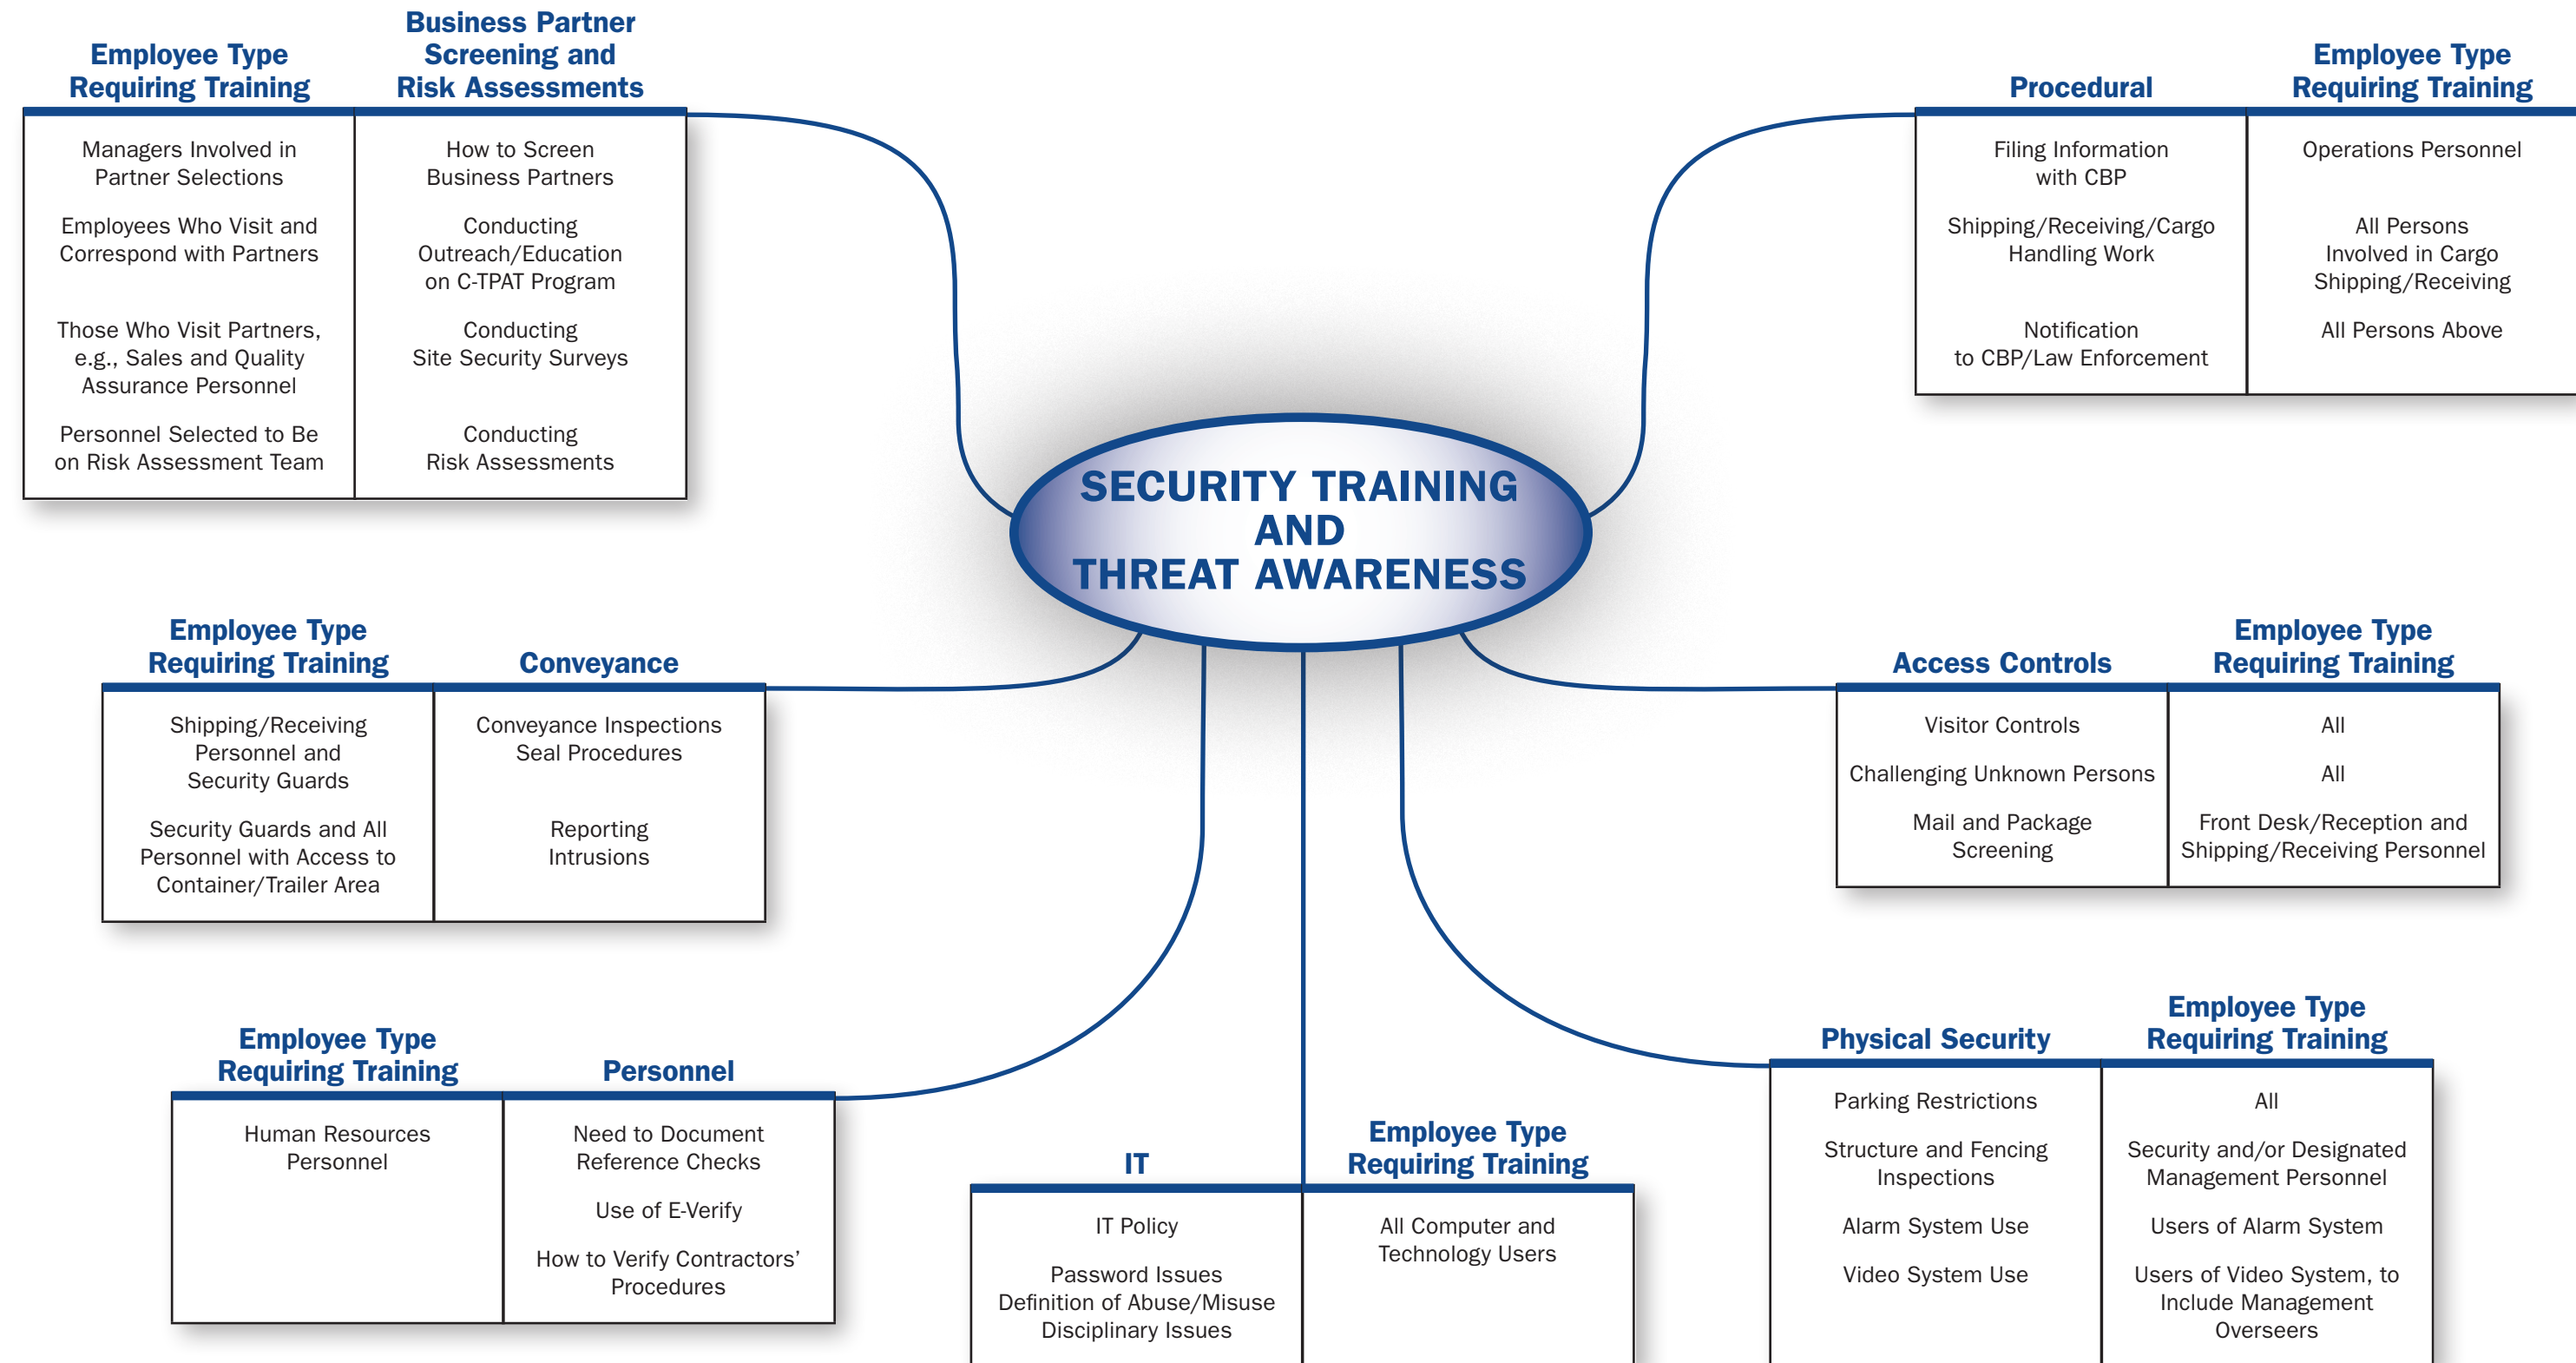 Employee Type
Requiring Training
Business Partner
Screening and
Risk Assessments
Managers Involved in
Partner Selections
How to Screen
Business Partners
Employees Who Visit and
Correspond with Partners
Conducting
Outreach/Education
on C-TPAT Program
Those Who Visit Partners,
e.g., Sales and Quality
Assurance Personnel
Conducting
Site Security Surveys
Personnel Selected to Be
on Risk Assessment Team
Conducting
Risk Assessments
Procedural
Employee Type
Requiring Training
Filing Information
with CBP
Operations Personnel
Shipping/Receiving/Cargo
Handling Work
All Persons
Involved in Cargo
Shipping/Receiving
Notification
to CBP/Law Enforcement
All Persons Above
SECURITY TRAINING
AND
THREAT AWARENESS
Employee Type
Requiring Training
Conveyance
Shipping/Receiving
Personnel and
Security Guards
Conveyance Inspections
Seal Procedures
Security Guards and All
Personnel with Access to
Container/Trailer Area
Reporting
Intrusions
Access Controls
Employee Type
Requiring Training
Visitor Controls
All
Challenging Unknown Persons
All
Mail and Package
Screening
Front Desk/Reception and
Shipping/Receiving Personnel
Employee Type
Requiring Training
Personnel
Human Resources
Personnel
Need to Document
Reference Checks
Use of E-Verify
How to Verify Contractors’
Procedures
IT
Employee Type
Requiring Training
IT Policy
All Computer and
Technology Users
Password Issues
Definition of Abuse/Misuse
Disciplinary Issues
Physical Security
Employee Type
Requiring Training
Parking Restrictions
All
Structure and Fencing
Inspections
Security and/or Designated
Management Personnel
Alarm System Use
Users of Alarm System
Video System Use
Users of Video System, to
Include Management
Overseers